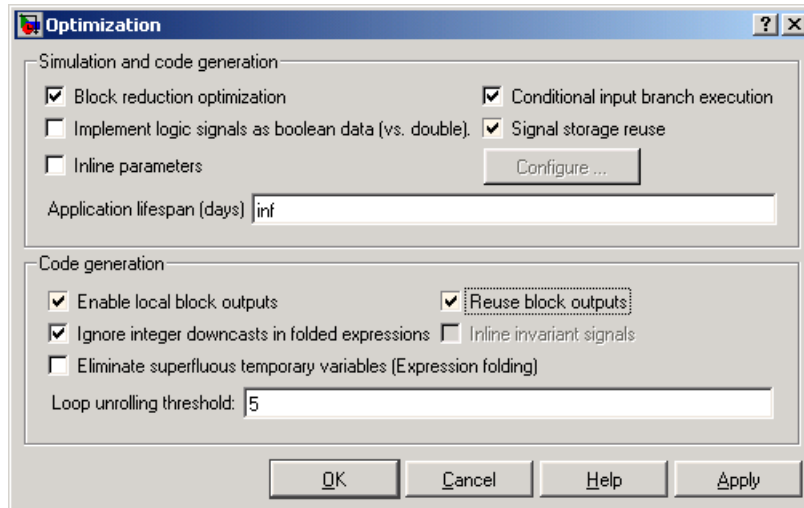 Optimization
Simulation and code generation
Block reduction optimization
Conditional input branch execution
Implement logic signals as boolean data (vs. double).
Signal storage reuse
Inline parameters
Configure ...
Application lifespan (days) inf
Code generation
Enable local block outputs
Reuse block outputs
Ignore integer downcasts in folded expressions
Inline invariant signals
Eliminate superfluous temporary variables (Expression folding)
Loop unrolling threshold: 5
OK Cancel Help Apply